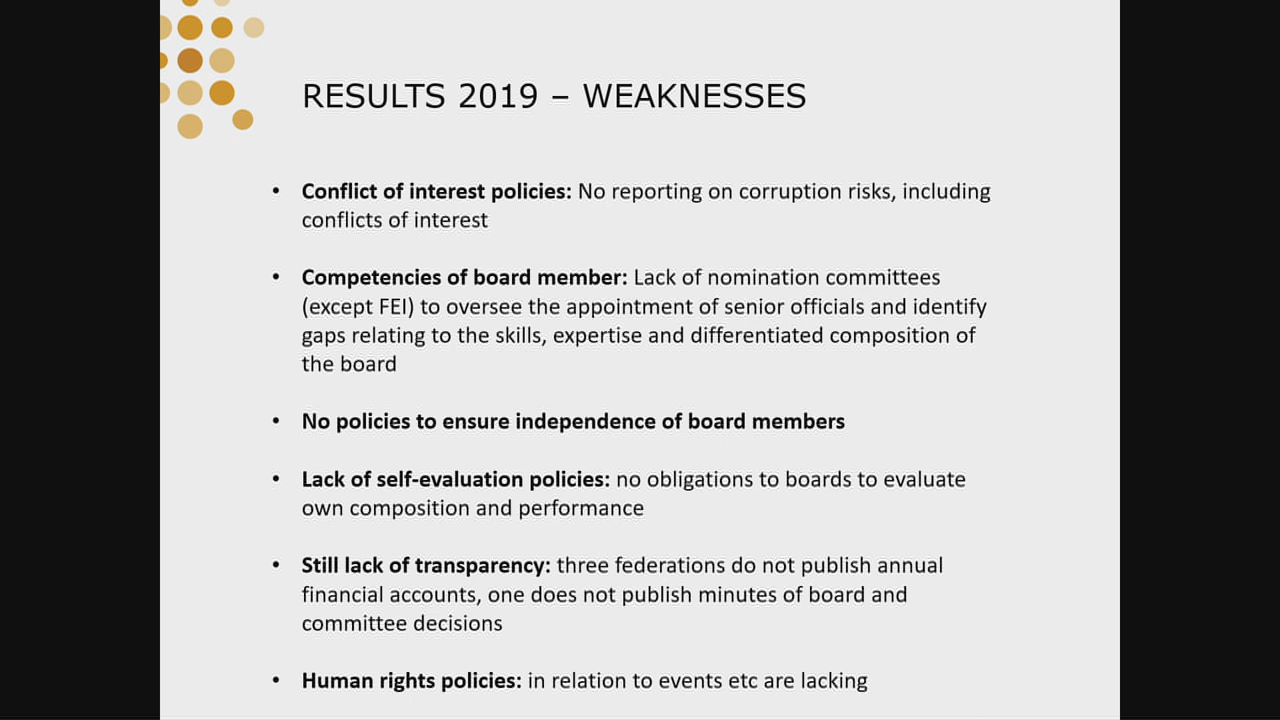 RESULTS 2019 – WEAKNESSES
• Conflict of interest policies: No reporting on corruption risks, including
conflicts of interest
• Competencies of board member: Lack of nomination committees
(except FEI) to oversee the appointment of senior officials and identify
gaps relating to the skills, expertise and differentiated composition of
the board
• No policies to ensure independence of board members
• Lack of self-evaluation policies: no obligations to boards to evaluate
own composition and performance
• Still lack of transparency: three federations do not publish annual
financial accounts, one does not publish minutes of board and
committee decisions
• Human rights policies: in relation to events etc are lacking